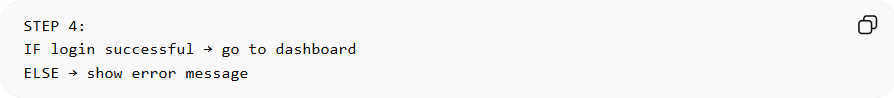 STEP 4:
IF login successful → go to dashboard
ELSE → show error message